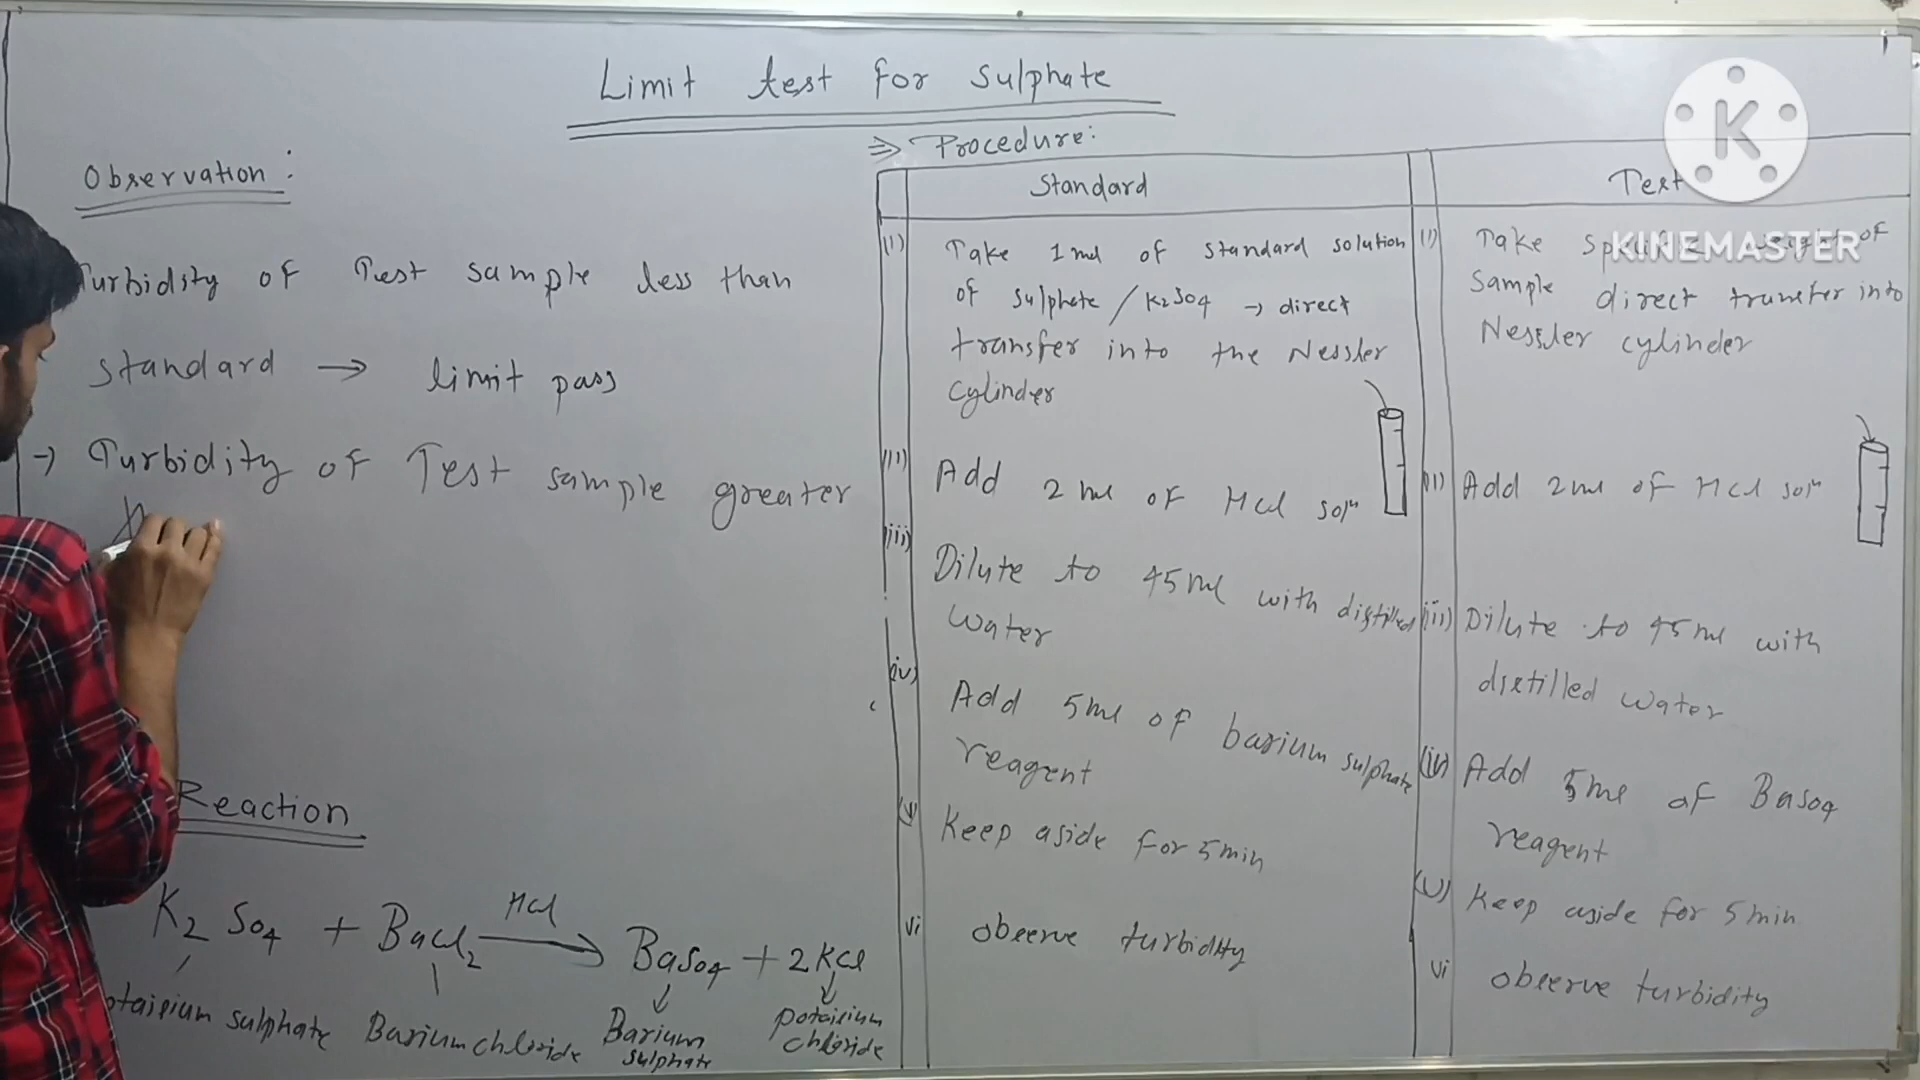 Limit test for sulphate
Observation:
Turbidity of Test sample less than
standard → limit pass
→ Turbidity of Test sample greater
Reaction
K2 SO4 + BaCl2 HCl → BaSO4 + 2KCl
sulphate Barium chloride Barium sulphate potaisium chloride
⇒ Procedure:
Standard
(i) Take 1 ml of standard solution
of sulphate / K2SO4 → direct
transfer into the Nessler
cylinder
(ii) Add 2 ml of HCl soln
(iii) Dilute to 45 ml with distilled
water
(iv) Add 5 ml of barium sulphate
reagent
(v) Keep aside for 5 min
vi observe turbidity
Test
(i) Take of
Sample direct transfer into
Nessler cylinder
(ii) Add 2 ml of HCl soln
(iii) Dilute to 45 ml with
distilled water
(iv) Add 5 ml of BaSO4
reagent
(v) Keep aside for 5 min
vi observe turbidity
K
KINEMASTER